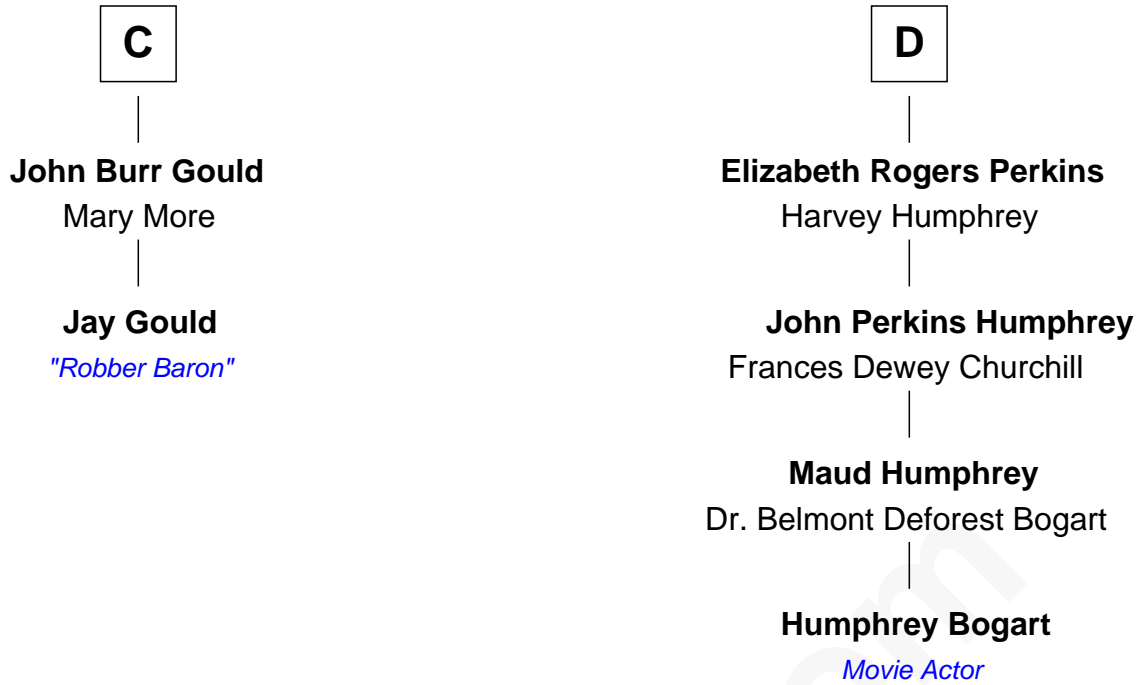 C
John Burr Gould
Mary More
Jay Gould
"Robber Baron"
D
Elizabeth Rogers Perkins
Harvey Humphrey
John Perkins Humphrey
Frances Dewey Churchill
Maud Humphrey
Dr. Belmont Deforest Bogart
Humphrey Bogart
Movie Actor